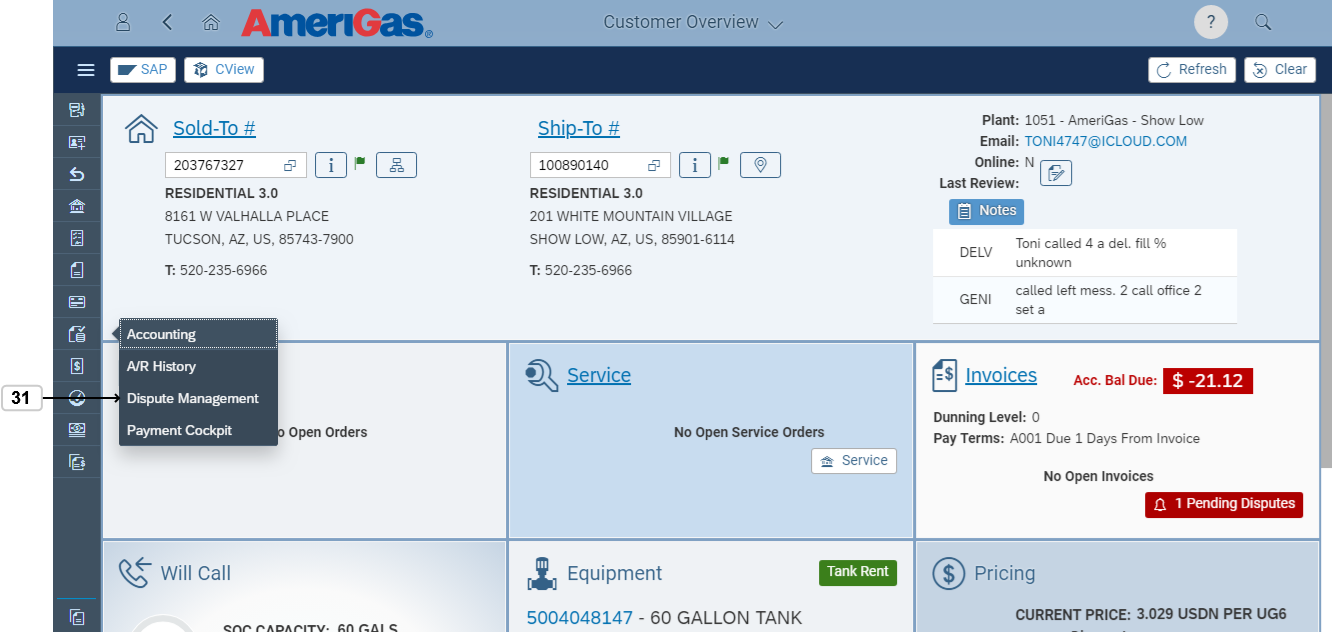 AmeriGas
Customer Overview
?
SAP
CView
Refresh
Clear
Sold-To #
203767327
i
RESIDENTIAL 3.0
8161 W VALHALLA PLACE
TUCSON, AZ, US, 85743-7900
T: 520-235-6966
Ship-To #
100890140
i
RESIDENTIAL 3.0
201 WHITE MOUNTAIN VILLAGE
SHOW LOW, AZ, US, 85901-6114
T: 520-235-6966
Plant: 1051 - AmeriGas - Show Low
Email: TONI4747@ICLOUD.COM
Online: N
Last Review:
Notes
DELV
Toni called 4 a del. fill %
unknown
GENI
called left mess. 2 call office 2
set a
31
Accounting
A/R History
Dispute Management
Payment Cockpit
o Open Orders
Service
No Open Service Orders
Service
Invoices
Acc. Bal Due: $ -21.12
Dunning Level: 0
Pay Terms: A001 Due 1 Days From Invoice
No Open Invoices
1 Pending Disputes
Will Call
SOC CAPACITY: 60 GALS
Equipment
Tank Rent
5004048147 - 60 GALLON TANK
$ Pricing
CURRENT PRICE: 3.029 USDN PER UG6